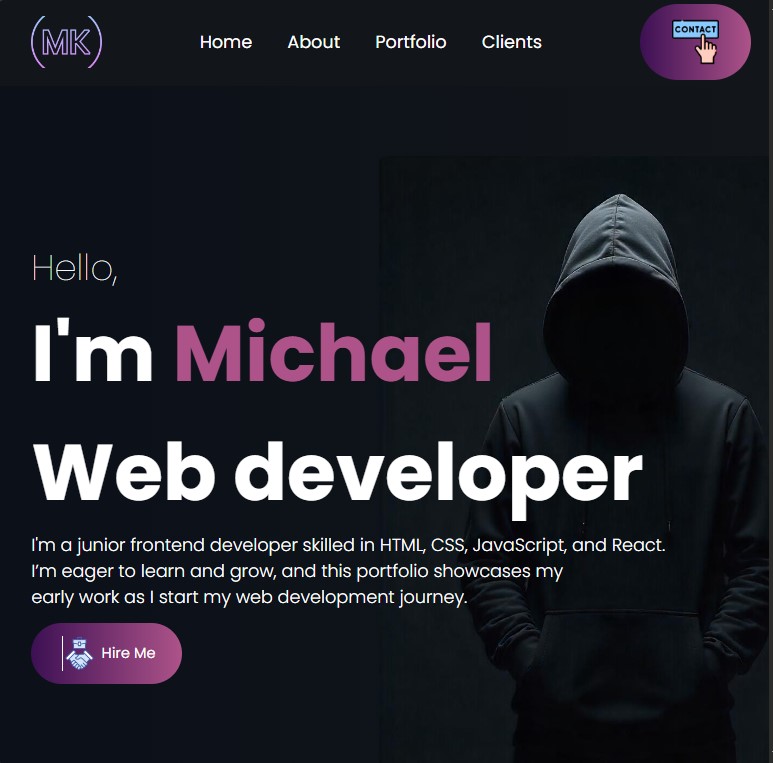 (MK)
Home About Portfolio Clients
CONTACT
Hello,
I'm Michael
Web developer
I'm a junior frontend developer skilled in HTML, CSS, JavaScript, and React.
I’m eager to learn and grow, and this portfolio showcases my
early work as I start my web development journey.
Hire Me